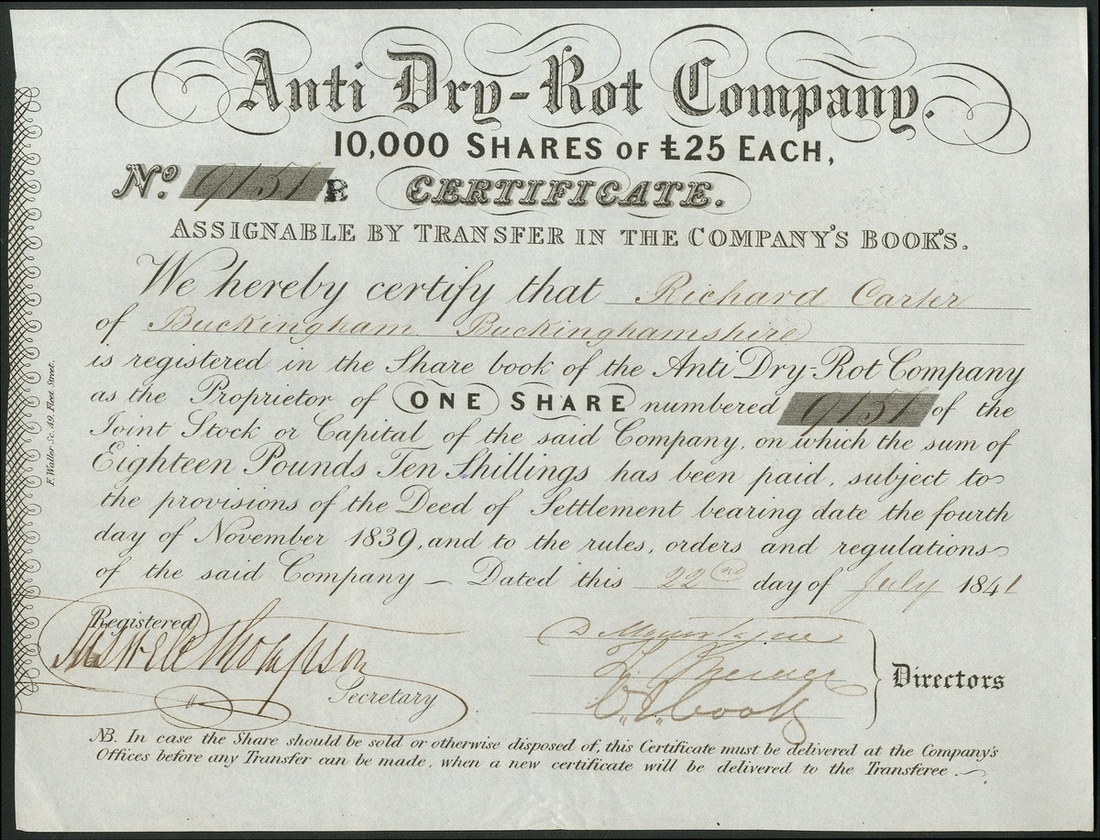 Anti Dry-Rot Company.
10,000 SHARES OF £25 EACH,
No. 9151 B CERTIFICATE.
ASSIGNABLE BY TRANSFER IN THE COMPANY'S BOOKS.
We hereby certify that Richard Carter
of Buckingham Buckinghamshire
is registered in the Share book of the Anti Dry-Rot Company
as the Proprietor of ONE SHARE numbered 9151 of the
Joint Stock or Capital of the said Company, on which the sum of
Eighteen Pounds Ten Shillings has been paid, subject to
the provisions of the Deed of Settlement bearing date the fourth
day of November 1839, and to the rules, orders and regulations
of the said Company – Dated this 22nd day of July 1841
Registered
Thompson
Secretary
Cook
Directors
NB. In case the Share should be sold or otherwise disposed of, this Certificate must be delivered at the Company's
Offices before any Transfer can be made, when a new certificate will be delivered to the Transferee.
F. Waller Sc. 49, Fleet Street.